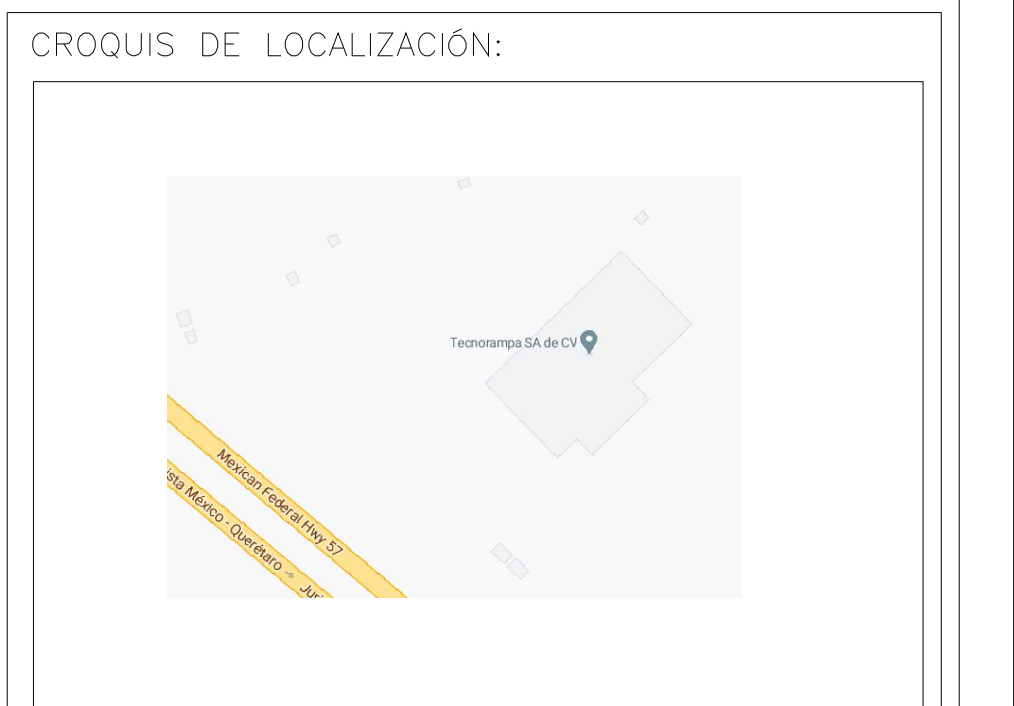 CROQUIS DE LOCALIZACIÓN:
Tecnorampa SA de CV
Mexican Federal Hwy 57
ista México - Querétaro